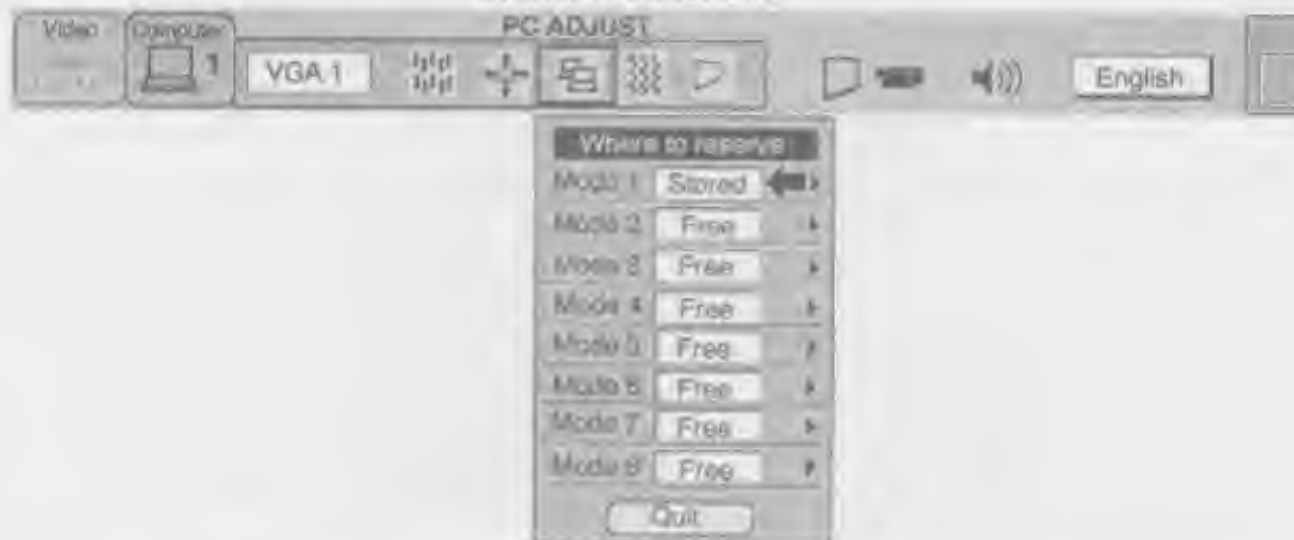 PC ADJUST
Video Computer
1 VGA 1 English
Where to reserve
Mode 1 Stored
Mode 2 Free
Mode 3 Free
Mode 4 Free
Mode 5 Free
Mode 6 Free
Mode 7 Free
Mode 8 Free
Quit